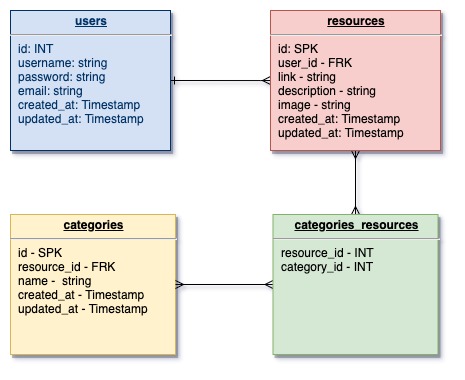 users
id: INT
username: string
password: string
email: string
created_at: Timestamp
updated_at: Timestamp
resources
id: SPK
user_id - FRK
link - string
description - string
image - string
created_at: Timestamp
updated_at: Timestamp
categories
id - SPK
resource_id - FRK
name - string
created_at - Timestamp
updated_at - Timestamp
categories_resources
resource_id - INT
category_id - INT